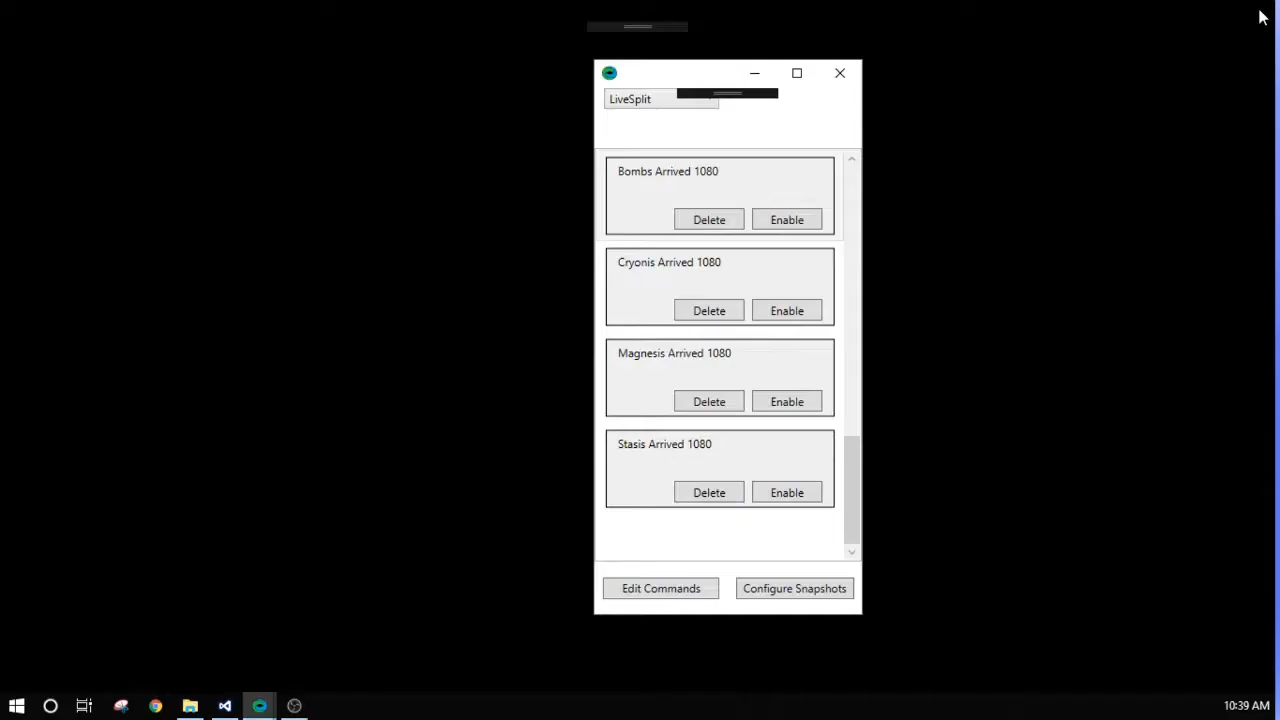 LiveSplit
Bombs Arrived 1080
Delete Enable
Cryonis Arrived 1080
Delete Enable
Magnesis Arrived 1080
Delete Enable
Stasis Arrived 1080
Delete Enable
Edit Commands Configure Snapshots
10:39 AM